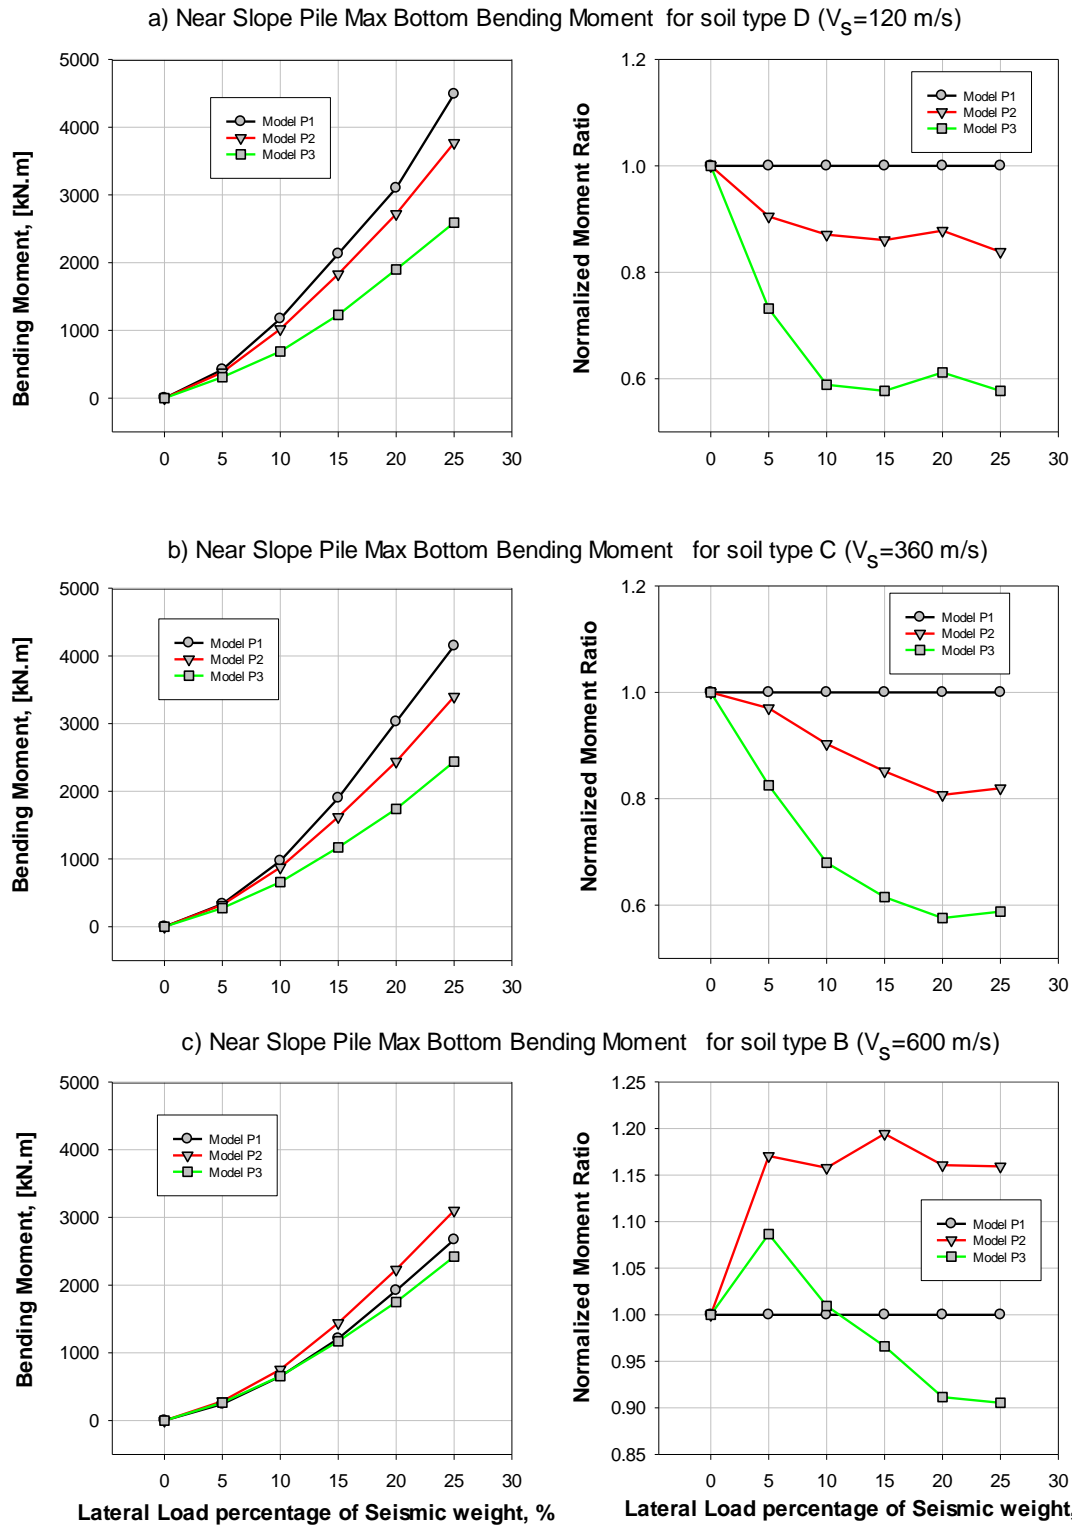 a) Near Slope Pile Max Bottom Bending Moment for soil type D (VS=120 m/s)
Bending Moment, [kN.m]
5000
4000
3000
2000
1000
0
Model P1
Model P2
Model P3
0 5 10 15 20 25 30
Normalized Moment Ratio
1.2
1.0
0.8
0.6
Model P1
Model P2
Model P3
0 5 10 15 20 25 30
b) Near Slope Pile Max Bottom Bending Moment for soil type C (VS=360 m/s)
Bending Moment, [kN.m]
5000
4000
3000
2000
1000
0
Model P1
Model P2
Model P3
0 5 10 15 20 25 30
Normalized Moment Ratio
1.2
1.0
0.8
0.6
Model P1
Model P2
Model P3
0 5 10 15 20 25 30
c) Near Slope Pile Max Bottom Bending Moment for soil type B (VS=600 m/s)
Bending Moment, [kN.m]
5000
4000
3000
2000
1000
0
Model P1
Model P2
Model P3
0 5 10 15 20 25 30
Lateral Load percentage of Seismic weight, %
Normalized Moment Ratio
1.25
1.20
1.15
1.10
1.05
1.00
0.95
0.90
0.85
Model P1
Model P2
Model P3
0 5 10 15 20 25 30
Lateral Load percentage of Seismic weight,